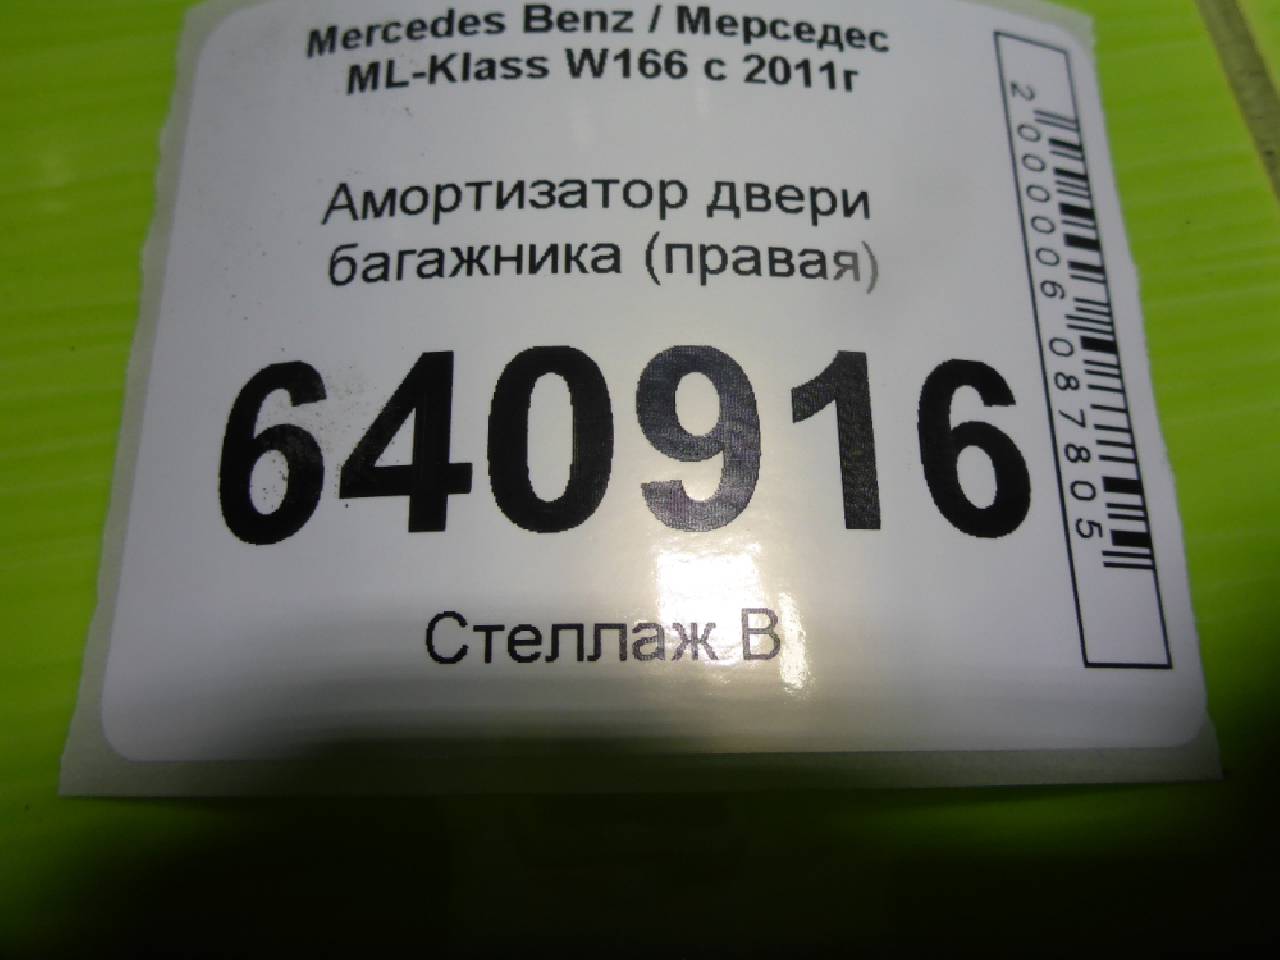 Mercedes Benz / Мерседес
ML-Klass W166 с 2011г
Амортизатор двери
багажника (правая)
640916
Стеллаж В
2000006087805